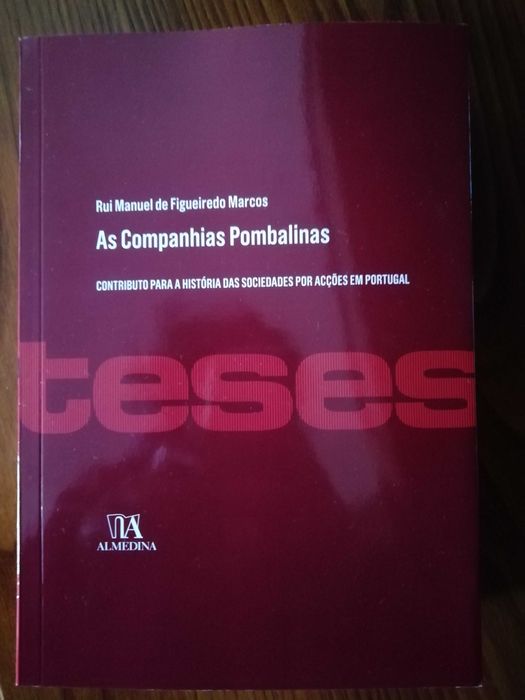 Rui Manuel de Figueiredo Marcos
As Companhias Pombalinas
CONTRIBUTO PARA A HISTÓRIA DAS SOCIEDADES POR ACÇÕES EM PORTUGAL
teses
NA
ALMEDINA